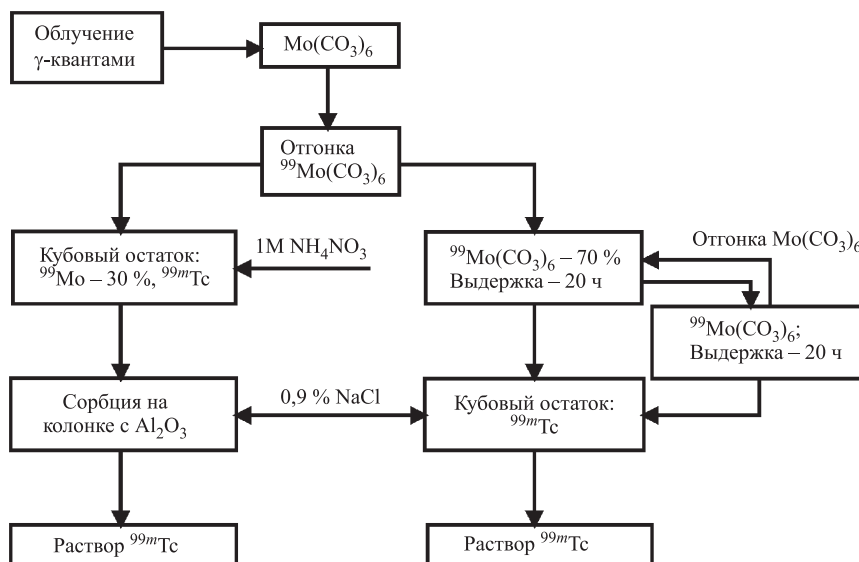 Облучение
γ-квантами
Mo(CO₃)₆
Отгонка
⁹⁹Mo(CO₃)₆
Кубовый остаток:
⁹⁹Mo – 30 %, ⁹⁹ᵐTc
1M NH₄NO₃
⁹⁹Mo(CO₃)₆ – 70 %
Выдержка – 20 ч
Отгонка Mo(CO₃)₆
⁹⁹Mo(CO₃)₆;
Выдержка – 20 ч
Сорбция на
колонке с Al₂O₃
0,9 % NaCl
Кубовый остаток:
⁹⁹ᵐTc
Раствор ⁹⁹ᵐTc
Раствор ⁹⁹ᵐTc